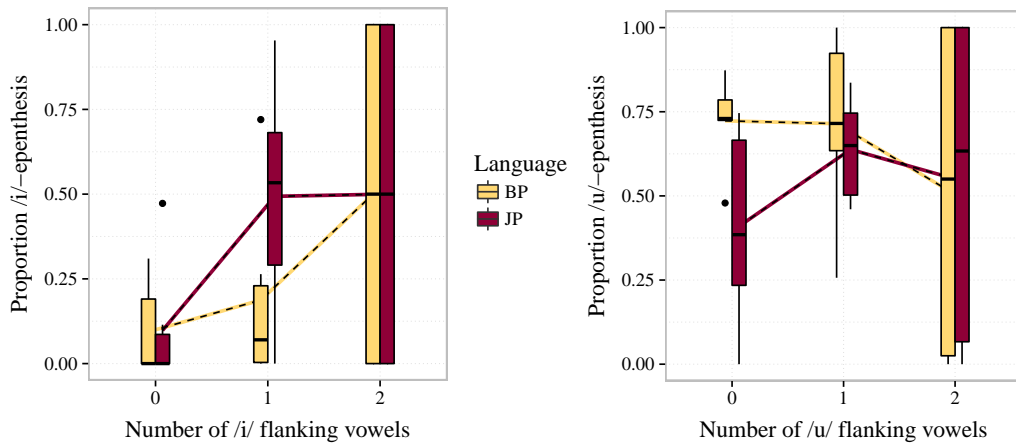 Proportion /i/−epenthesis
1.00
0.75
0.50
0.25
0.00
0 1 2
Number of /i/ flanking vowels
Language
BP
JP
Proportion /u/−epenthesis
1.00
0.75
0.50
0.25
0.00
0 1 2
Number of /u/ flanking vowels